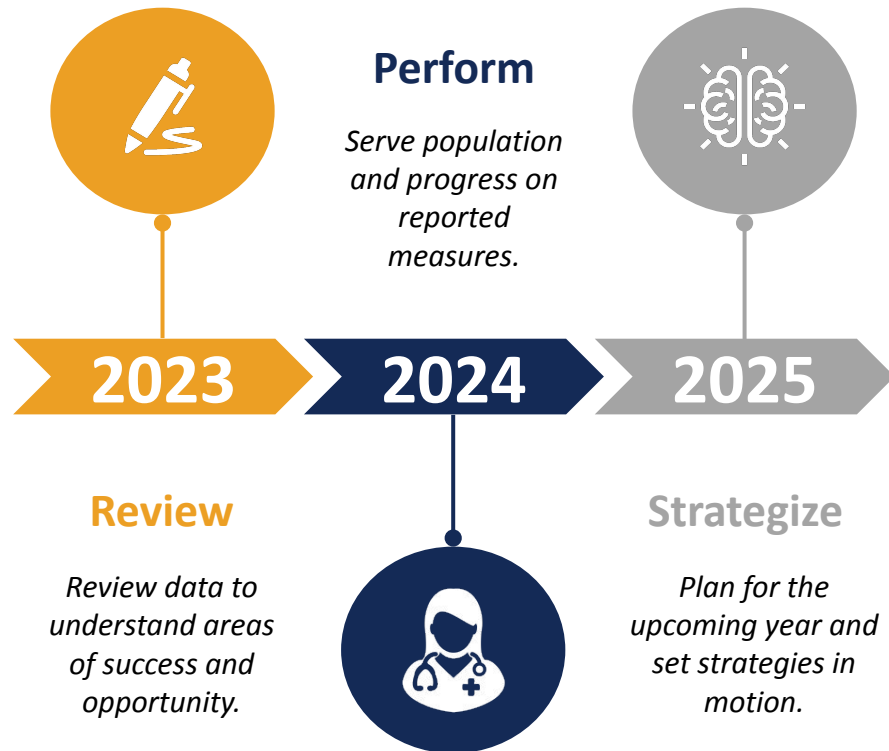 Perform
Serve population
and progress on
reported
measures.
2023
2024
2025
Review
Review data to
understand areas
of success and
opportunity.
Strategize
Plan for the
upcoming year and
set strategies in
motion.